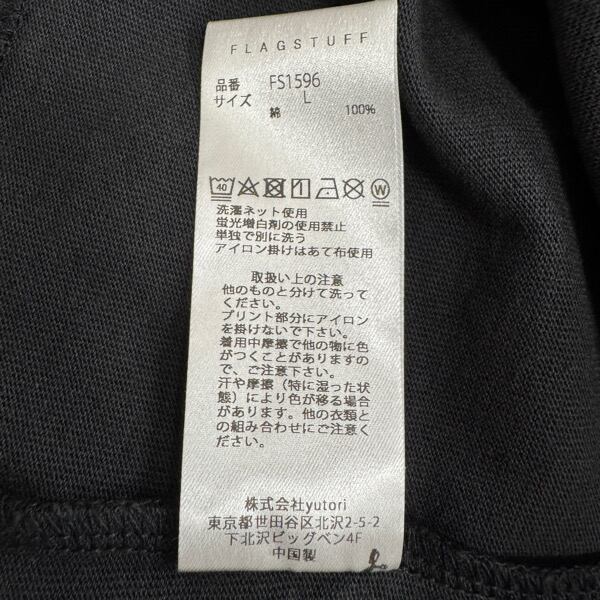 FLAGSTUFF
品番 FS1596
サイズ L
綿 100%
40 W
洗濯ネット使用
蛍光増白剤の使用禁止
単独で別に洗う
アイロン掛けはあて布使用
取扱い上の注意
他のものと分けて洗って
ください。
プリント部分にアイロン
を掛けないで下さい。
着用中摩擦で他の物に色
がつくことがありますの
で、ご注意下さい。
汗や摩擦（特に湿った状
態）により色が移る場合
があります。他の衣類と
の組み合わせにご注意く
ださい。
株式会社yutori
東京都世田谷区北沢2-5-2
下北沢ビッグベン4F
中国製